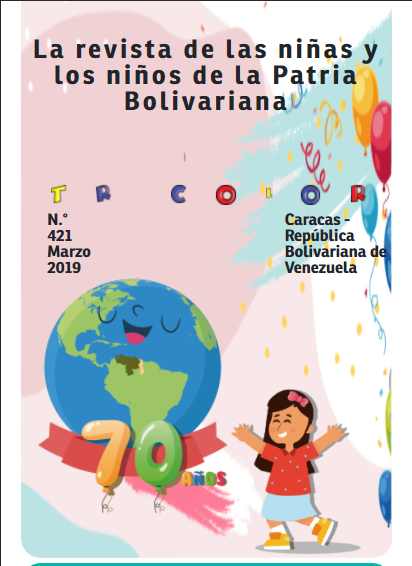 La revista de las niñas y
los niños de la Patria
Bolivariana
TRICOLOR
N.°
421
Marzo
2019
Caracas -
República
Bolivariana de
Venezuela
70
AÑOS